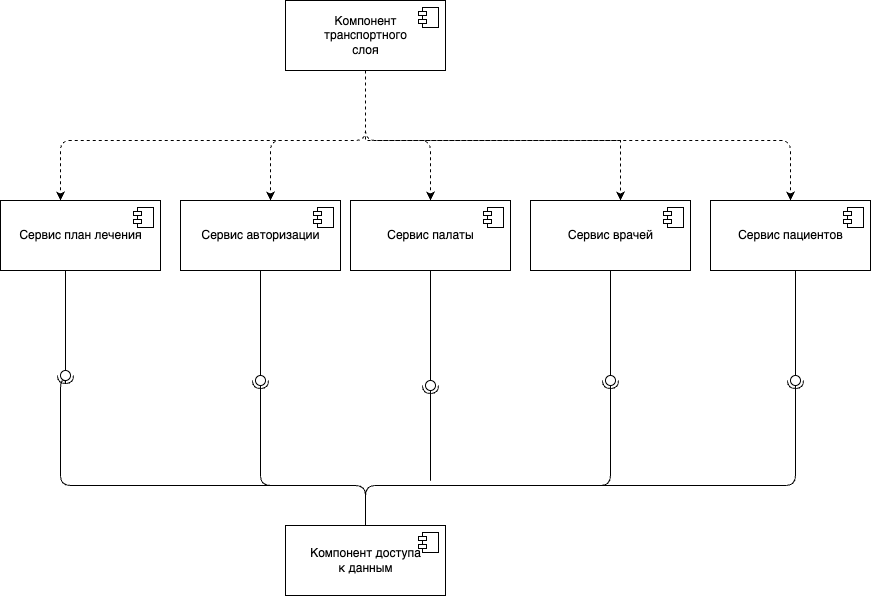 Компонент
транспортного
слоя
Сервис план лечения
Сервис авторизации
Сервис палаты
Сервис врачей
Сервис пациентов
Компонент доступа
к данным